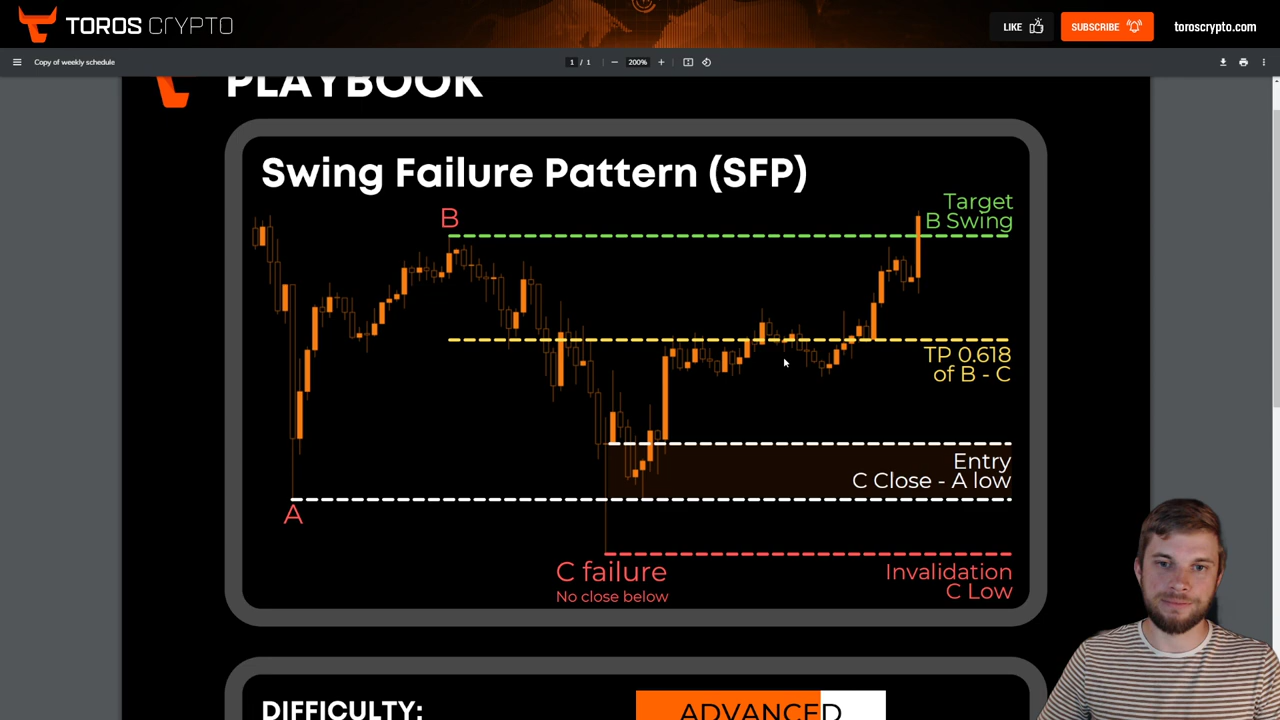 TOROS CRYPTO
LIKE
SUBSCRIBE
toroscrypto.com
Copy of weekly schedule
1 / 1
200%
PLAYBOOK
Swing Failure Pattern (SFP)
B
Target
B Swing
TP 0.618
of B - C
Entry
C Close - A low
A
C failure
No close below
Invalidation
C Low
DIFFICULTY:
ADVANCED